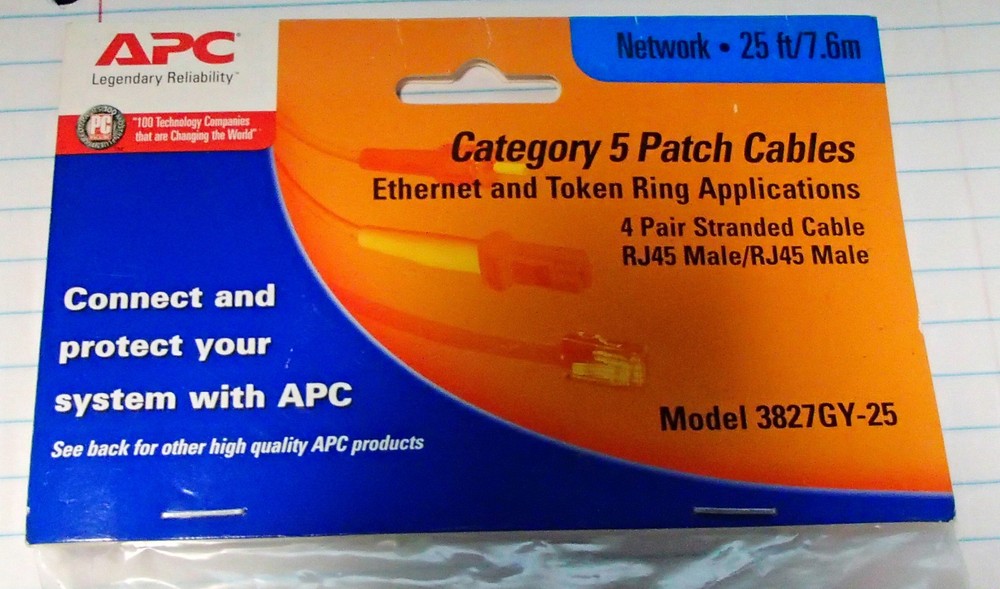 APC
Legendary Reliability™
PC
"100 Technology Companies
that are Changing the World"
Network • 25 ft/7.6m
Category 5 Patch Cables
Ethernet and Token Ring Applications
4 Pair Stranded Cable
RJ45 Male/RJ45 Male
Connect and
protect your
system with APC
See back for other high quality APC products
Model 3827GY-25